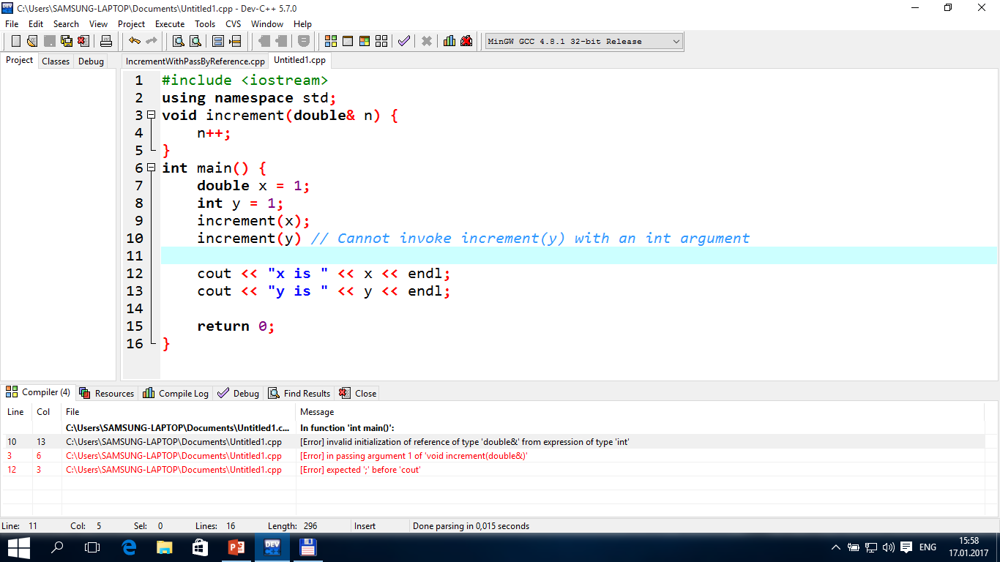 C:\Users\SAMSUNG-LAPTOP\Documents\Untitled1.cpp - Dev-C++ 5.7.0
File Edit Search View Project Execute Tools CVS Window Help
MinGW GCC 4.8.1 32-bit Release
Project Classes Debug IncrementWithPassByReference.cpp Untitled1.cpp
1 #include <iostream>
2 using namespace std;
3 void increment(double& n) {
4 n++;
5 }
6 int main() {
7 double x = 1;
8 int y = 1;
9 increment(x);
10 increment(y) // Cannot invoke increment(y) with an int argument
11
12 cout << "x is " << x << endl;
13 cout << "y is " << y << endl;
14
15 return 0;
16 }
Compiler (4) Resources Compile Log Debug Find Results Close
Line Col File Message
C:\Users\SAMSUNG-LAPTOP\Documents\Untitled1.c... In function 'int main()':
10 13 C:\Users\SAMSUNG-LAPTOP\Documents\Untitled1.cpp [Error] invalid initialization of reference of type 'double&' from expression of type 'int'
3 6 C:\Users\SAMSUNG-LAPTOP\Documents\Untitled1.cpp [Error] in passing argument 1 of 'void increment(double&)'
12 3 C:\Users\SAMSUNG-LAPTOP\Documents\Untitled1.cpp [Error] expected ';' before 'cout'
Line: 11 Col: 5 Sel: 0 Lines: 16 Length: 296 Insert Done parsing in 0,015 seconds
DEV C++
ENG
15:58
17.01.2017